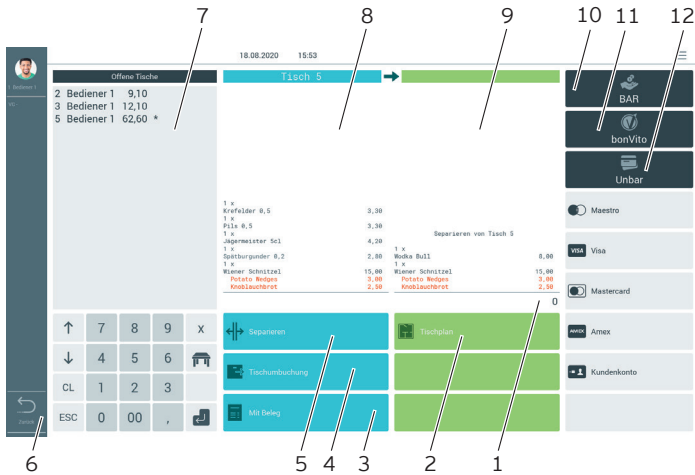 7 8 9 10 11 12
18.08.2020 15:53
1 Bediener 1
Offene Tische
2 Bediener 1 9,10
3 Bediener 1 12,10
5 Bediener 1 62,60 *
Tisch 5
1 x
Krefelder 0,5 3,30
1 x
Pils 0,5 3,30
1 x
Jägermeister 5cl 4,20
1 x
Spätburgunder 0,2 2,80
1 x
Wiener Schnitzel 15,00
Potato Wedges 3,00
Knoblauchbrot 2,50
Separieren von Tisch 5
1 x
Wodka Bull 8,00
1 x
Wiener Schnitzel 15,00
Potato Wedges 3,00
Knoblauchbrot 2,50
0
BAR
bonVito
Unbar
Maestro
VISA Visa
Mastercard
AMEX Amex
Kundenkonto
7 8 9 X
4 5 6
CL 1 2 3
ESC 0 00 ,
Separieren
Tischumbuchung
Mit Beleg
Tischplan
Zurück
6 5 4 3 2 1